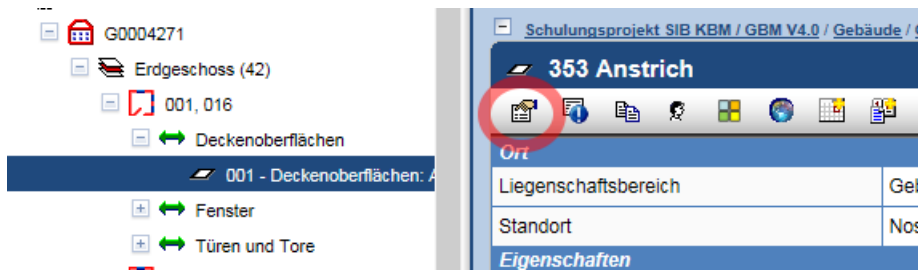 G0004271
Erdgeschoss (42)
001, 016
Deckenoberflächen
001 - Deckenoberflächen:
Fenster
Türen und Tore
Schulungsprojekt SIB KBM / GBM V4.0 / Gebäude /
353 Anstrich
Ort
Liegenschaftsbereich
Standort
Eigenschaften